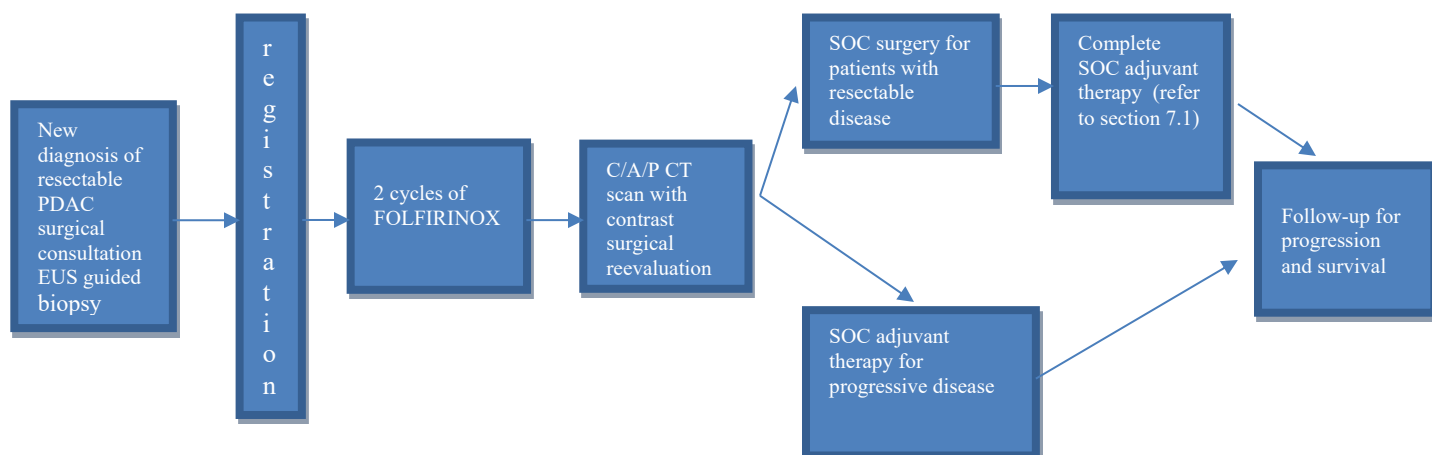 New
diagnosis of
resectable
PDAC
surgical
consultation
EUS guided
biopsy
registration
2 cycles of
FOLFIRINOX
C/A/P CT
scan with
contrast
surgical
reevaluation
SOC surgery for
patients with
resectable
disease
Complete
SOC adjuvant
therapy (refer
to section 7.1)
SOC adjuvant
therapy for
progressive disease
Follow-up for
progression
and survival